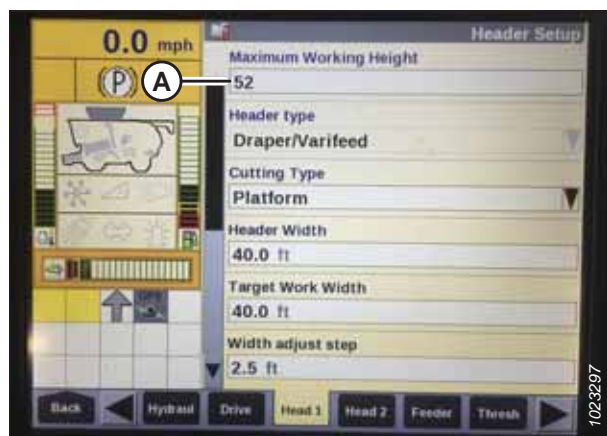 0.0 mph
Header Setup
Maximum Working Height
(P)
A
52
Header type
Draper/Varifeed
Cutting Type
Platform
Header Width
40.0 ft
Target Work Width
40.0 ft
Width adjust step
2.5 ft
Back
Hydraul
Drive
Head 1
Head 2
Feeder
Thresh
1023297